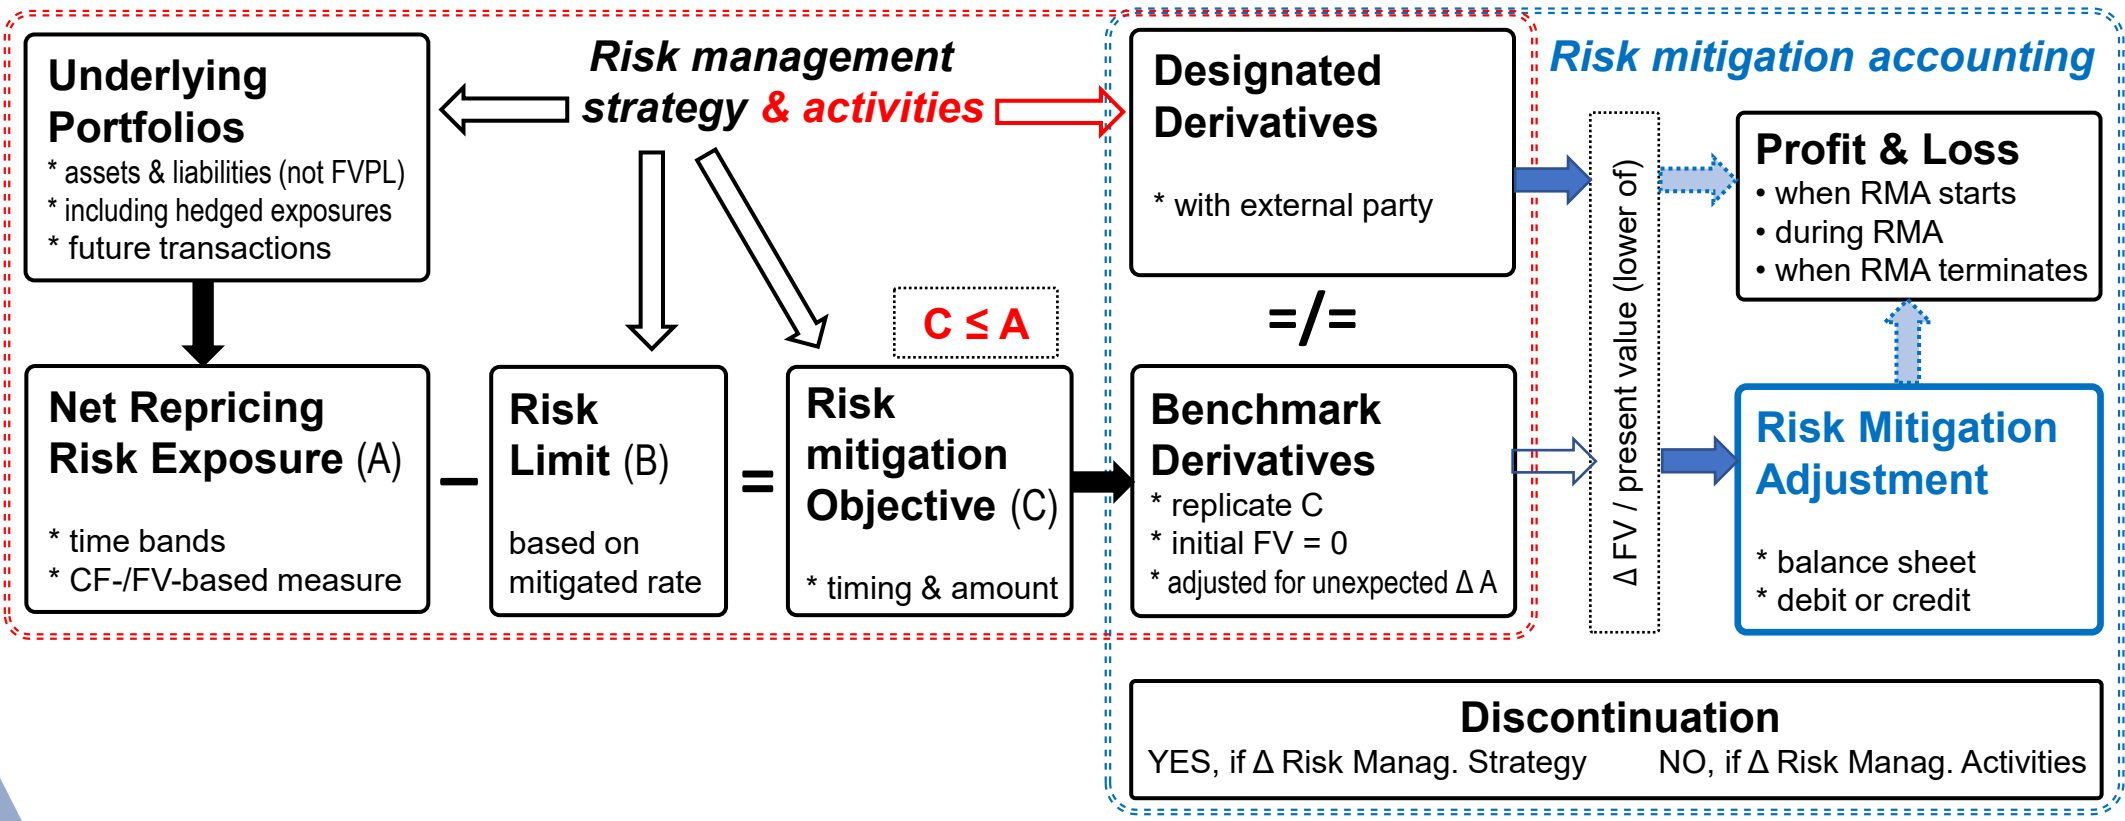 Underlying
Portfolios
* assets & liabilities (not FVPL)
* including hedged exposures
* future transactions
Risk management
strategy & activities
Designated
Derivatives
* with external party
Risk mitigation accounting
Δ FV / present value (lower of)
Profit & Loss
• when RMA starts
• during RMA
• when RMA terminates
C ≤ A
=/=
Net Repricing
Risk Exposure (A)
* time bands
* CF-/FV-based measure
–
Risk
Limit (B)
based on
mitigated rate
=
Risk
mitigation
Objective (C)
* timing & amount
Benchmark
Derivatives
* replicate C
* initial FV = 0
* adjusted for unexpected Δ A
Risk Mitigation
Adjustment
* balance sheet
* debit or credit
Discontinuation
YES, if Δ Risk Manag. Strategy NO, if Δ Risk Manag. Activities